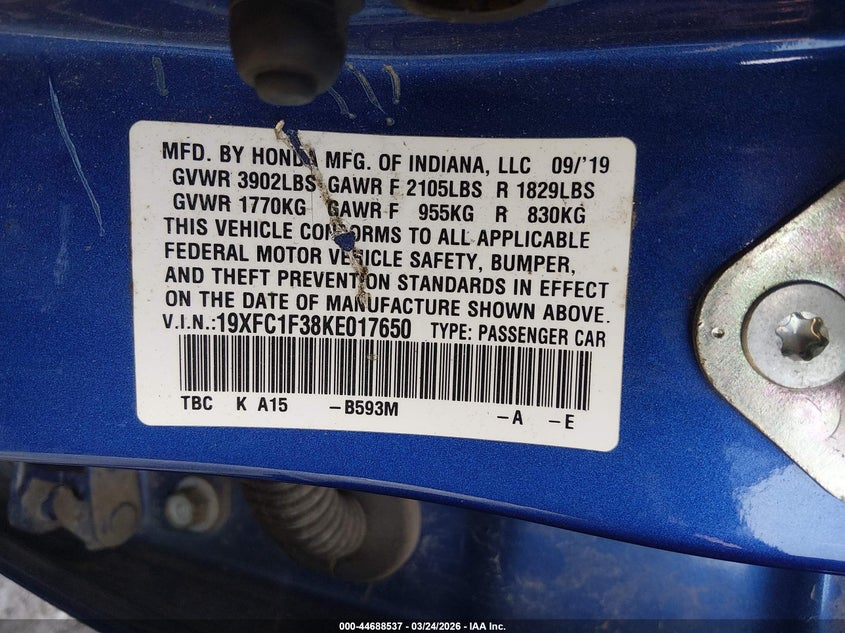 MFD. BY HONDA MFG. OF INDIANA, LLC 09/'19
GVWR 3902LBS GAWR F 2105LBS R 1829LBS
GVWR 1770KG GAWR F 955KG R 830KG
THIS VEHICLE CONFORMS TO ALL APPLICABLE
FEDERAL MOTOR VEHICLE SAFETY, BUMPER,
AND THEFT PREVENTION STANDARDS IN EFFECT
ON THE DATE OF MANUFACTURE SHOWN ABOVE.
V.I.N.:19XFC1F38KE017650 TYPE: PASSENGER CAR
TBC K A15 -B593M -A -E
000-44688537 | 03/24/2026 | IAA Inc.